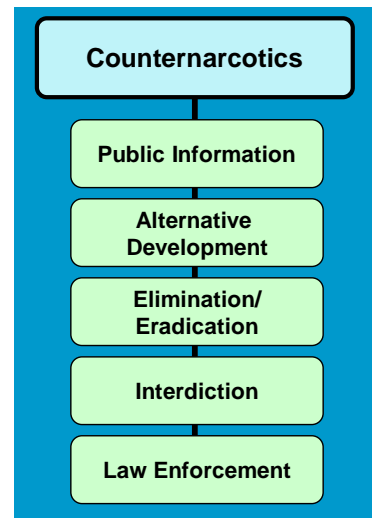 Counternarcotics
Public Information
Alternative
Development
Elimination/
Eradication
Interdiction
Law Enforcement